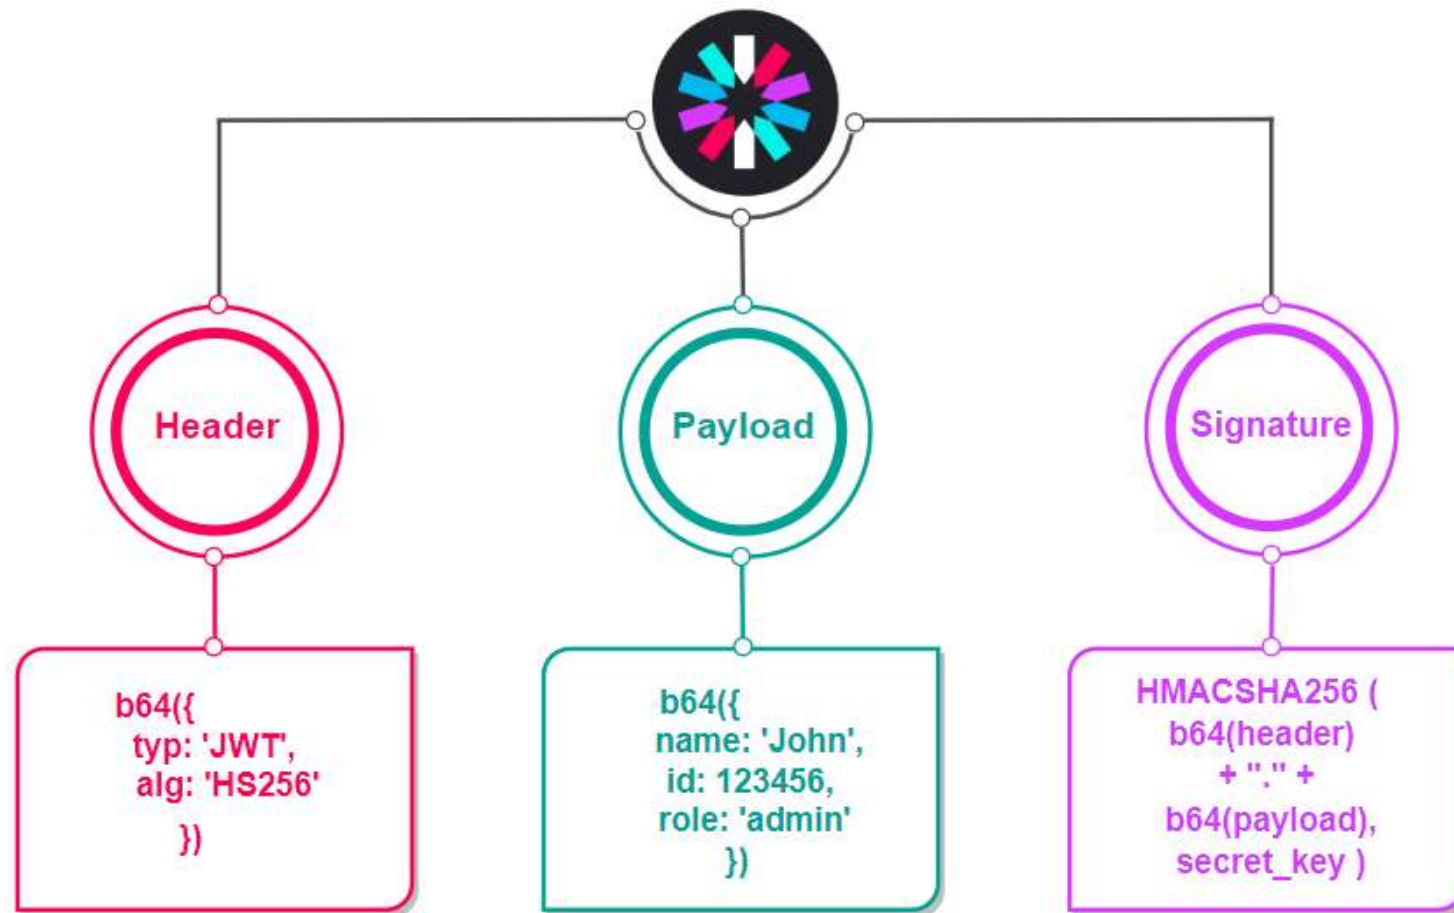 Header
Payload
Signature
b64({
typ: 'JWT',
alg: 'HS256'
})
b64({
name: 'John',
id: 123456,
role: 'admin'
})
HMACSHA256 (
b64(header)
+ "." +
b64(payload),
secret_key )